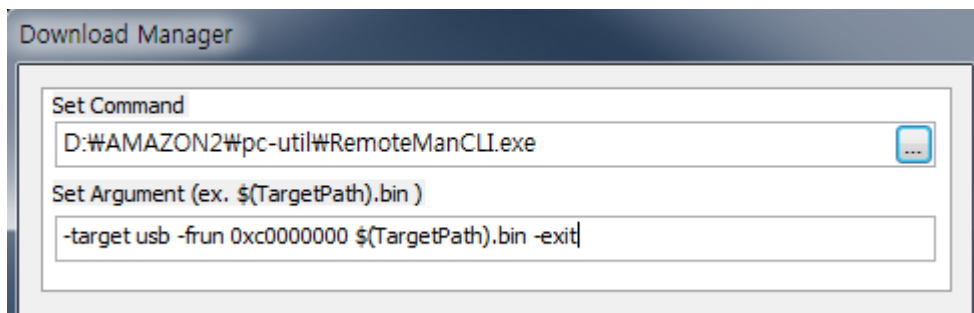 Download Manager
Set Command
D:₩AMAZON2₩pc-util₩RemoteManCLI.exe
...
Set Argument (ex. $(TargetPath).bin )
-target usb -frun 0xc0000000 $(TargetPath).bin -exit